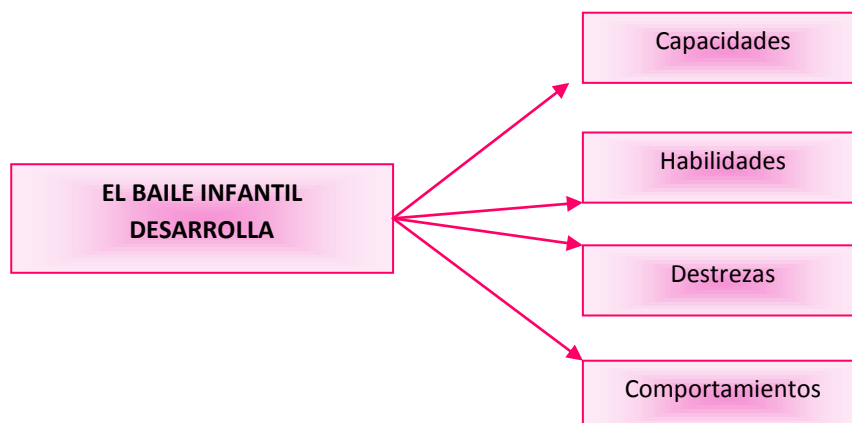 Capacidades
Habilidades
EL BAILE INFANTIL
DESARROLLA
Destrezas
Comportamientos